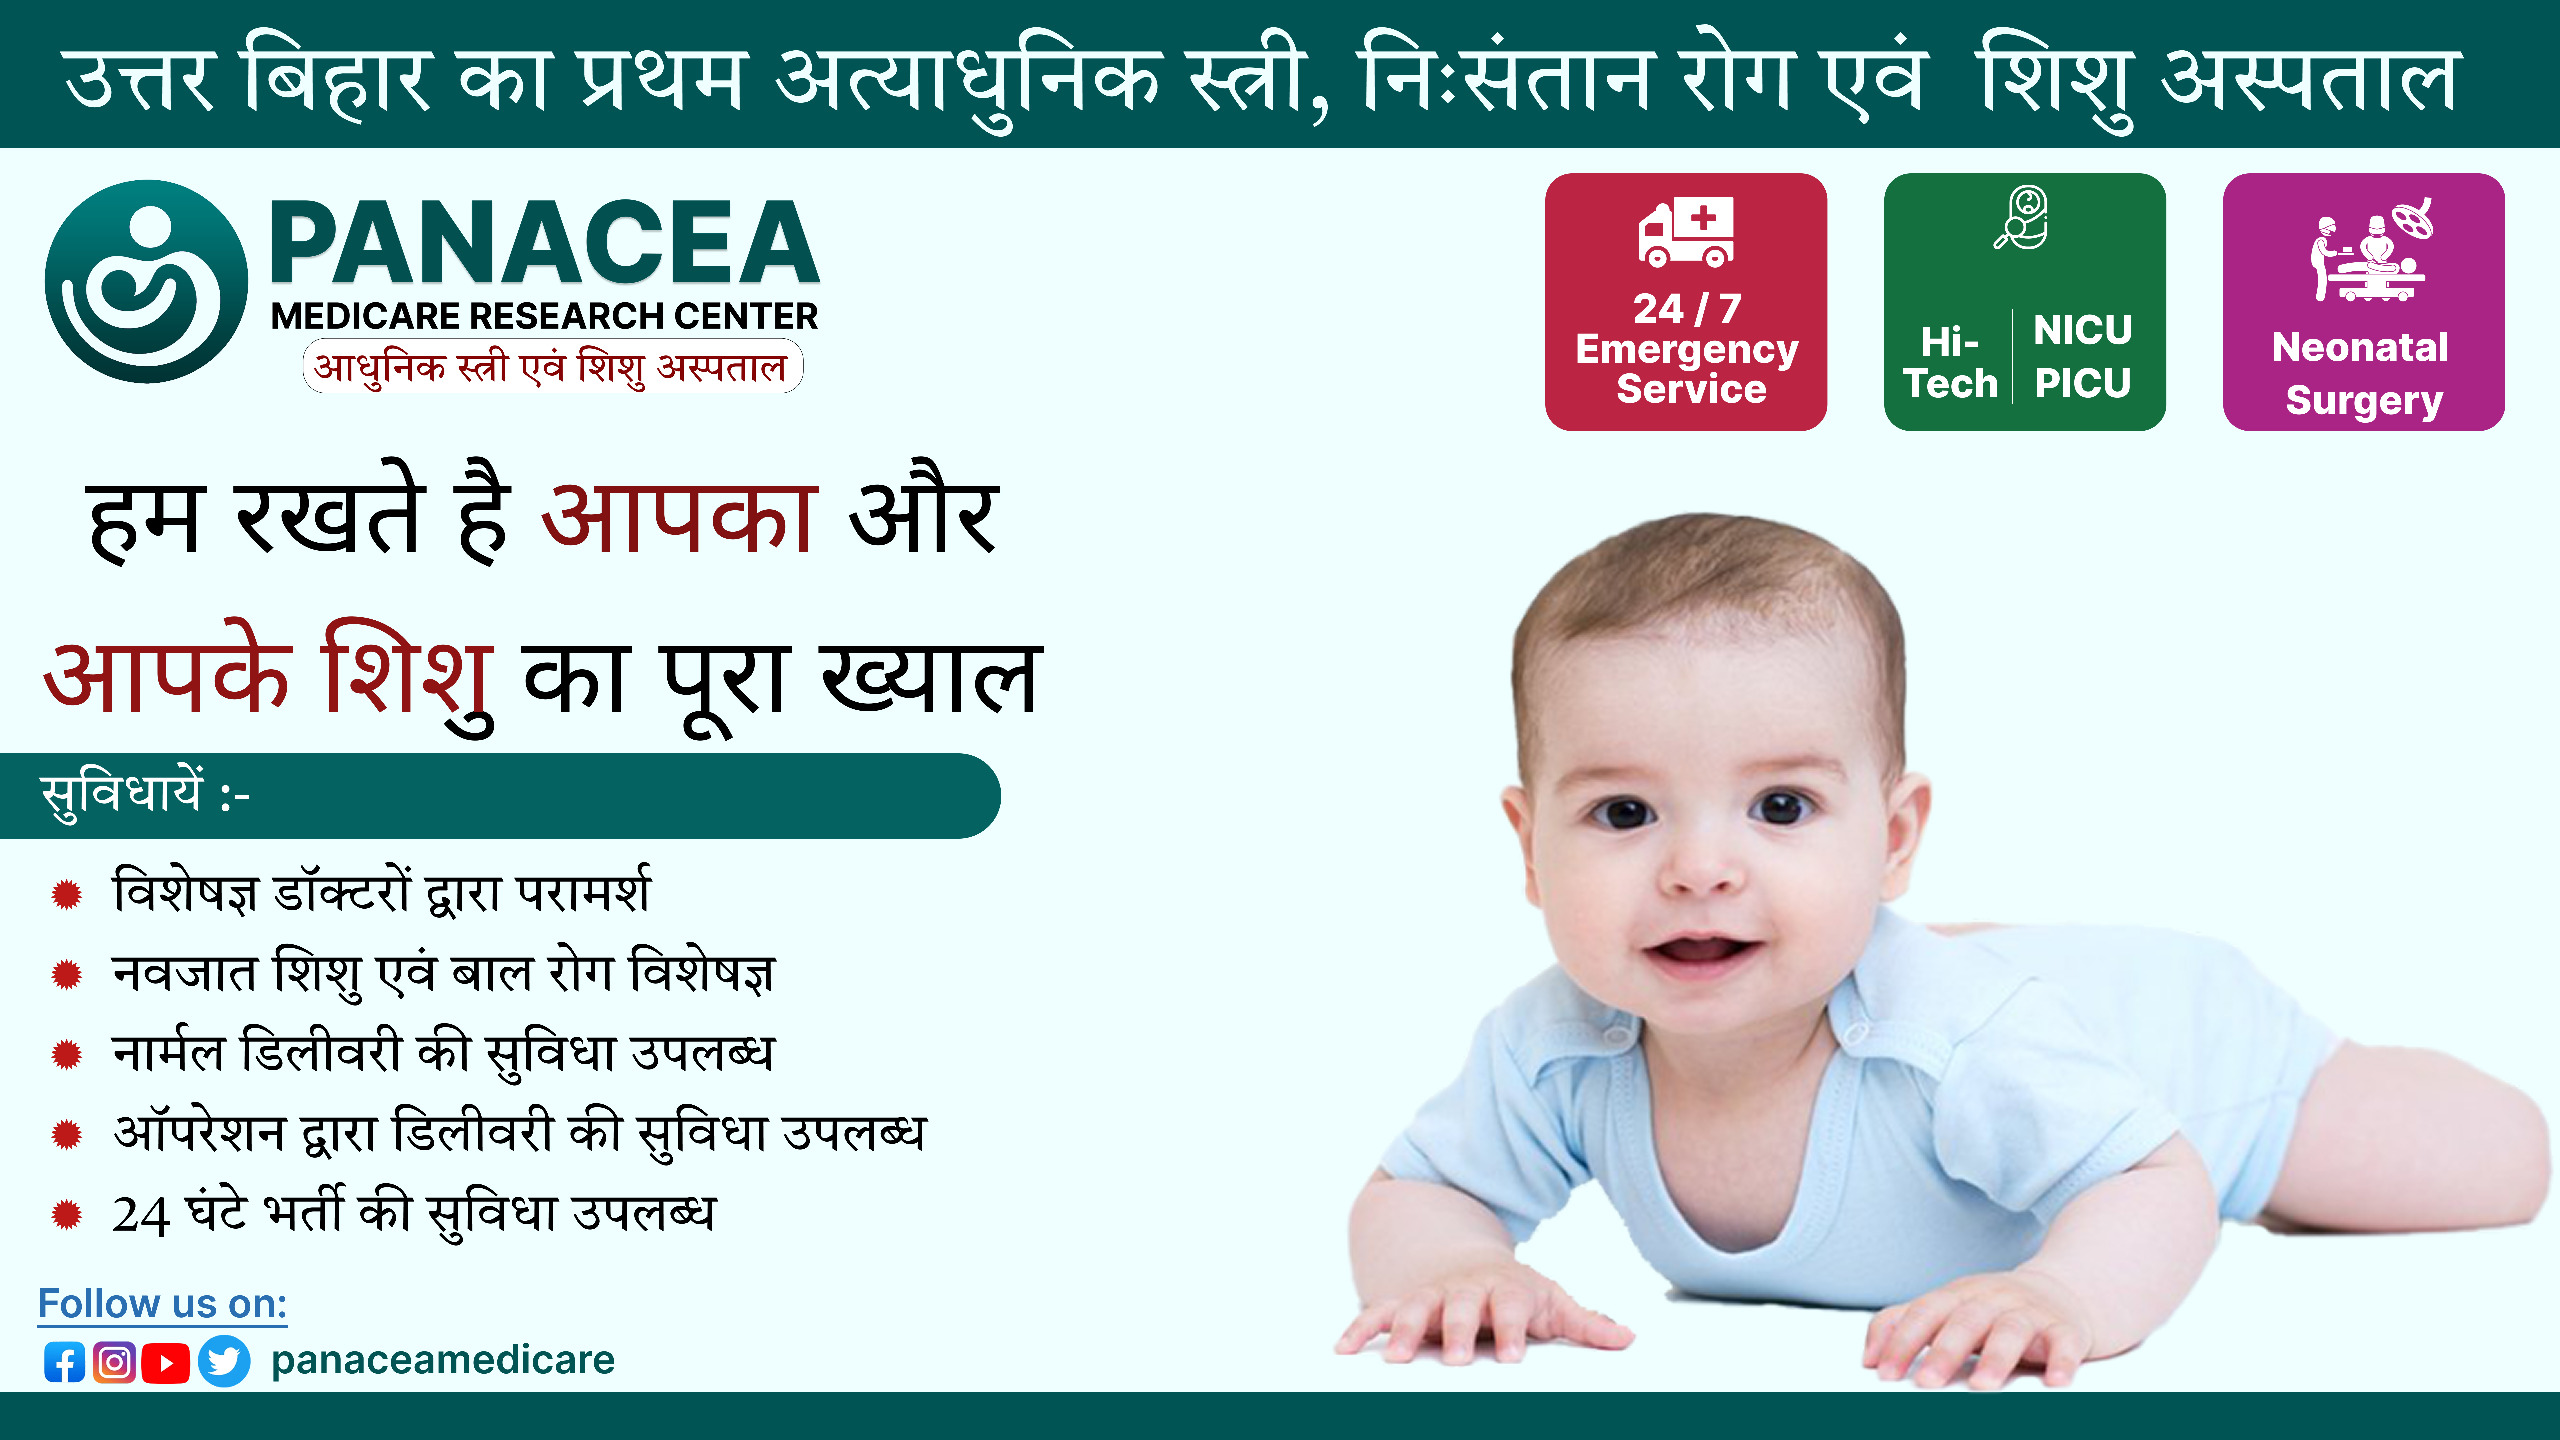 उत्तर बिहार का प्रथम अत्याधुनिक स्त्री, निःसंतान रोग एवं शिशु अस्पताल
PANACEA
MEDICARE RESEARCH CENTER
आधुनिक स्त्री एवं शिशु अस्पताल
24 / 7
Emergency
Service
Hi-
Tech
NICU
PICU
Neonatal
Surgery
हम रखते है आपका और
आपके शिशु का पूरा ख्याल
सुविधायें :-
विशेषज्ञ डॉक्टरों द्वारा परामर्श
नवजात शिशु एवं बाल रोग विशेषज्ञ
नार्मल डिलीवरी की सुविधा उपलब्ध
ऑपरेशन द्वारा डिलीवरी की सुविधा उपलब्ध
24 घंटे भर्ती की सुविधा उपलब्ध
Follow us on:
panaceamedicare